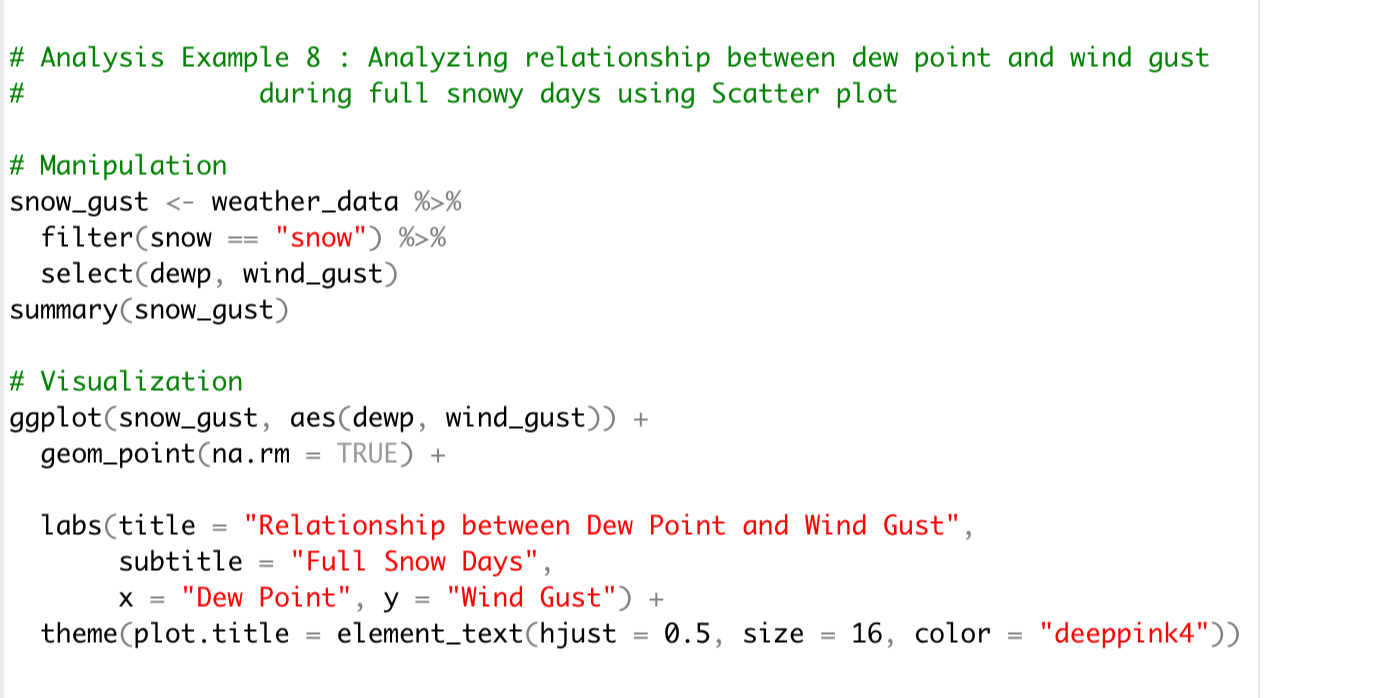 # Analysis Example 8 : Analyzing relationship between dew point and wind gust
#               during full snowy days using Scatter plot
# Manipulation
snow_gust <- weather_data %>%
  filter(snow == "snow") %>%
  select(dewp, wind_gust)
summary(snow_gust)
# Visualization
ggplot(snow_gust, aes(dewp, wind_gust)) +
  geom_point(na.rm = TRUE) +
  labs(title = "Relationship between Dew Point and Wind Gust",
       subtitle = "Full Snow Days",
       x = "Dew Point", y = "Wind Gust") +
  theme(plot.title = element_text(hjust = 0.5, size = 16, color = "deeppink4"))